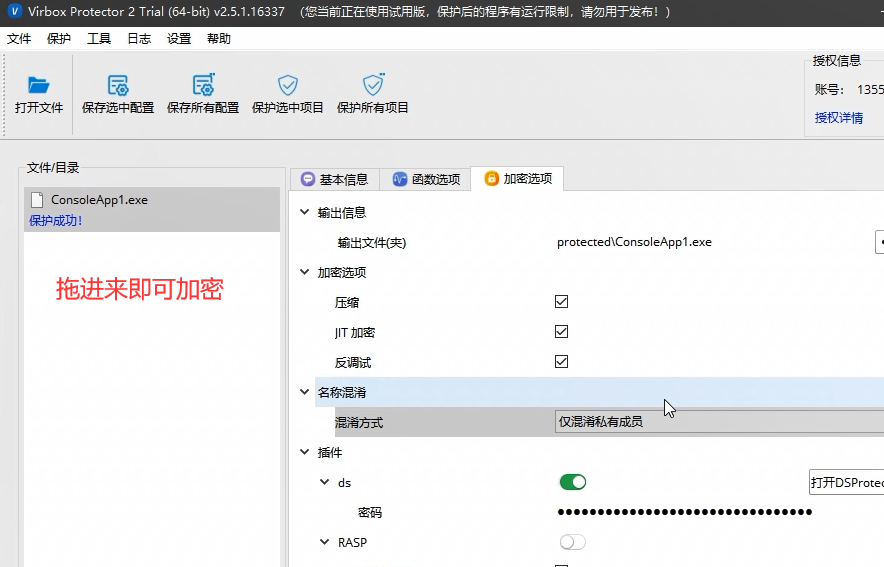 Virbox Protector 2 Trial (64-bit) v2.5.1.16337 （您当前正在使用试用版，保护后的程序有运行限制，请勿用于发布！）
文件 保护 工具 日志 设置 帮助
打开文件 保存选中配置 保存所有配置 保护选中项目 保护所有项目
授权信息
账号： 1355
授权详情
文件/目录
ConsoleApp1.exe
保护成功!
拖进来即可加密
基本信息 函数选项 加密选项
输出信息
输出文件(夹) protected\ConsoleApp1.exe
加密选项
压缩
JIT 加密
反调试
名称混淆
混淆方式 仅混淆私有成员
插件
ds 打开DSProtec
密码 ●●●●●●●●●●●●●●●●●●●●●●●●●●●●●●●●
RASP